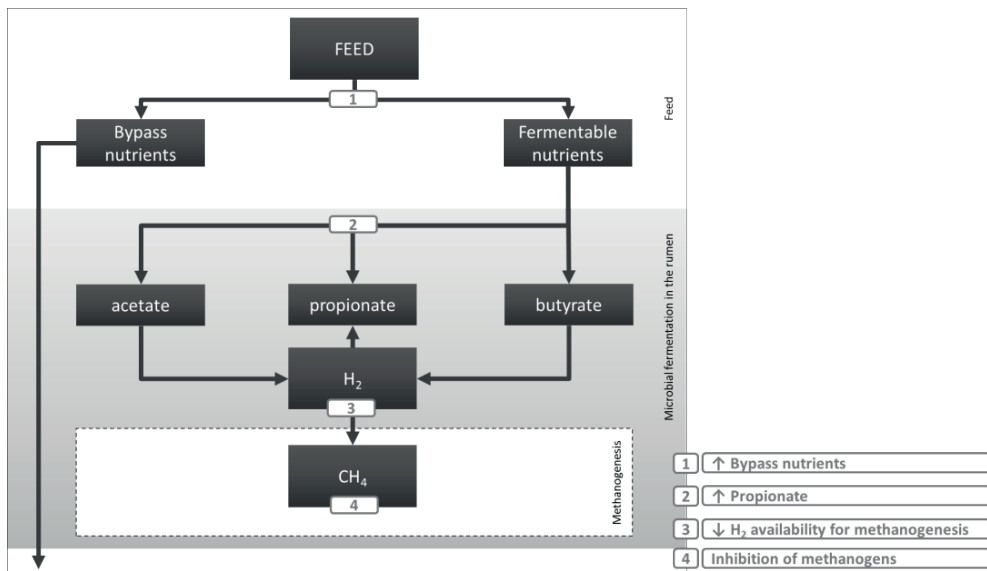 FEED
1
Feed
Bypass
nutrients
Fermentable
nutrients
2
Microbial fermentation in the rumen
acetate
propionate
butyrate
H₂
3
CH₄
4
Methanogenesis
1 ↑ Bypass nutrients
2 ↑ Propionate
3 ↓ H₂ availability for methanogenesis
4 Inhibition of methanogens